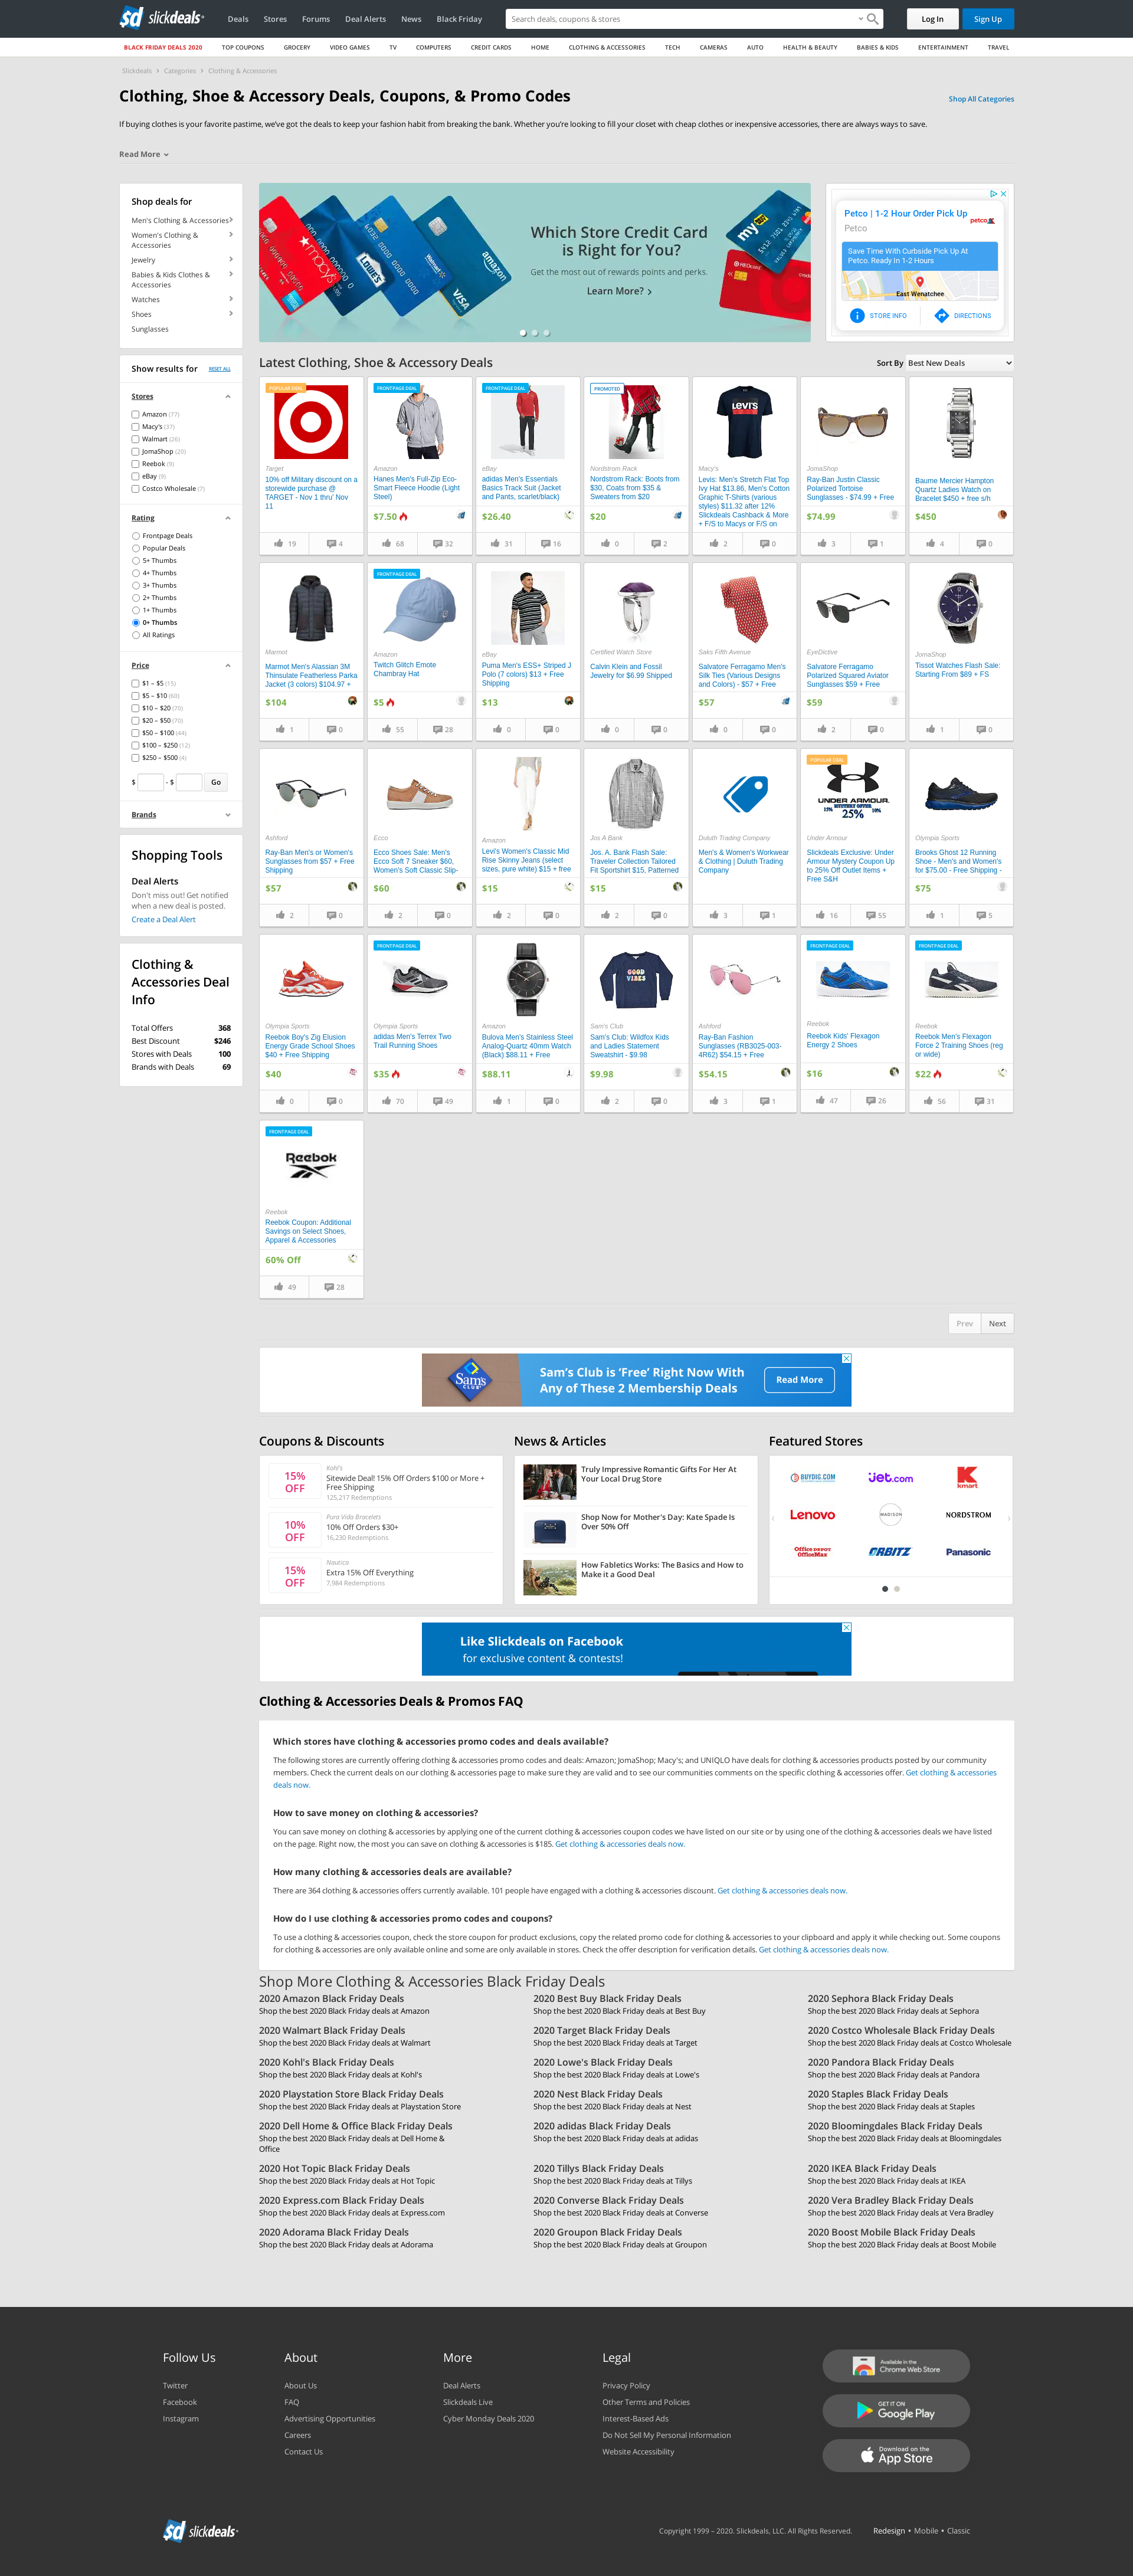 slickdeals
Deals Stores Forums Deal Alerts News Black Friday
Search deals, coupons & stores
Log In Sign Up
BLACK FRIDAY DEALS 2020 TOP COUPONS GROCERY VIDEO GAMES TV COMPUTERS CREDIT CARDS HOME CLOTHING & ACCESSORIES TECH CAMERAS AUTO HEALTH & BEAUTY BABIES & KIDS ENTERTAINMENT TRAVEL
Slickdeals > Categories > Clothing & Accessories
Clothing, Shoe & Accessory Deals, Coupons, & Promo Codes
Shop All Categories
If buying clothes is your favorite pastime, we've got the deals to keep your fashion habit from breaking the bank. Whether you're looking to fill your closet with cheap clothes or inexpensive accessories, there are always ways to save.
Read More
Shop deals for
Men's Clothing & Accessories
Women's Clothing &
Accessories
Jewelry
Babies & Kids Clothes &
Accessories
Watches
Shoes
Sunglasses
Which Store Credit Card
is Right for You?
Get the most out of rewards points and perks.
Learn More?
Petco | 1-2 Hour Order Pick Up
Petco
petco
Save Time With Curbside Pick Up At
Petco. Ready In 1-2 Hours
East Wenatchee
STORE INFO
DIRECTIONS
Show results for RESET ALL
Stores
Amazon (77)
Macy's (37)
Walmart (26)
JomaShop (20)
Reebok (9)
eBay (9)
Costco Wholesale (7)
Rating
Frontpage Deals
Popular Deals
5+ Thumbs
4+ Thumbs
3+ Thumbs
2+ Thumbs
1+ Thumbs
0+ Thumbs
All Ratings
Price
$1 – $5 (15)
$5 – $10 (60)
$10 – $20 (70)
$20 – $50 (70)
$50 – $100 (44)
$100 – $250 (12)
$250 – $500 (4)
$ - $ Go
Brands
Shopping Tools
Deal Alerts
Don't miss out! Get notified
when a new deal is posted.
Create a Deal Alert
Clothing &
Accessories Deal
Info
Total Offers 368
Best Discount $246
Stores with Deals 100
Brands with Deals 69
Latest Clothing, Shoe & Accessory Deals
Sort By Best New Deals
POPULAR DEAL
Target
10% off Military discount on a
storewide purchase @
TARGET - Nov 1 thru' Nov
11
19 4
FRONTPAGE DEAL
Amazon
Hanes Men's Full-Zip Eco-
Smart Fleece Hoodie (Light
Steel)
$7.50
68 32
FRONTPAGE DEAL
eBay
adidas Men's Essentials
Basics Track Suit (Jacket
and Pants, scarlet/black)
$26.40
31 16
PROMOTED
Nordstrom Rack
Nordstrom Rack: Boots from
$30, Coats from $35 &
Sweaters from $20
$20
0 2
Levi's
Macy's
Levis: Men's Stretch Flat Top
Ivy Hat $13.86, Men's Cotton
Graphic T-Shirts (various
styles) $11.32 after 12%
Slickdeals Cashback & More
+ F/S to Macys or F/S on
2 0
JomaShop
Ray-Ban Justin Classic
Polarized Tortoise
Sunglasses - $74.99 + Free
$74.99
3 1
Baume Mercier Hampton
Quartz Ladies Watch on
Bracelet $450 + free s/h
$450
4 0
Marmot
Marmot Men's Alassian 3M
Thinsulate Featherless Parka
Jacket (3 colors) $104.97 +
$104
1 0
FRONTPAGE DEAL
Amazon
Twitch Glitch Emote
Chambray Hat
$5
55 28
eBay
Puma Men's ESS+ Striped J
Polo (7 colors) $13 + Free
Shipping
$13
0 0
Certified Watch Store
Calvin Klein and Fossil
Jewelry for $6.99 Shipped
0 0
Saks Fifth Avenue
Salvatore Ferragamo Men's
Silk Ties (Various Designs
and Colors) - $57 + Free
$57
0 0
EyeDictive
Salvatore Ferragamo
Polarized Squared Aviator
Sunglasses $59 + Free
$59
2 0
JomaShop
Tissot Watches Flash Sale:
Starting From $89 + FS
1 0
Ashford
Ray-Ban Men's or Women's
Sunglasses from $57 + Free
Shipping
$57
2 0
Ecco
Ecco Shoes Sale: Men's
Ecco Soft 7 Sneaker $60,
Women's Soft Classic Slip-
$60
2 0
Amazon
Levi's Women's Classic Mid
Rise Skinny Jeans (select
sizes, pure white) $15 + free
$15
2 0
Jos A Bank
Jos. A. Bank Flash Sale:
Traveler Collection Tailored
Fit Sportshirt $15, Patterned
$15
2 0
Duluth Trading Company
Men's & Women's Workwear
& Clothing | Duluth Trading
Company
3 1
POPULAR DEAL
UNDER ARMOUR
15% MYSTERY OFFER 10%
25%
Under Armour
Slickdeals Exclusive: Under
Armour Mystery Coupon Up
to 25% Off Outlet Items +
Free S&H
16 55
Olympia Sports
Brooks Ghost 12 Running
Shoe - Men's and Women's
for $75.00 - Free Shipping -
$75
1 5
Olympia Sports
Reebok Boy's Zig Elusion
Energy Grade School Shoes
$40 + Free Shipping
$40
0 0
FRONTPAGE DEAL
Olympia Sports
adidas Men's Terrex Two
Trail Running Shoes
$35
70 49
Amazon
Bulova Men's Stainless Steel
Analog-Quartz 40mm Watch
(Black) $88.11 + Free
$88.11
1 0
GOOD
VIBES
Sam's Club
Sam's Club: Wildfox Kids
and Ladies Statement
Sweatshirt - $9.98
$9.98
2 0
Ashford
Ray-Ban Fashion
Sunglasses (RB3025-003-
4R62) $54.15 + Free
$54.15
3 1
FRONTPAGE DEAL
Reebok
Reebok Kids' Flexagon
Energy 2 Shoes
$16
47 26
FRONTPAGE DEAL
Reebok
Reebok Men's Flexagon
Force 2 Training Shoes (reg
or wide)
$22
56 31
FRONTPAGE DEAL
Reebok
Reebok
Reebok Coupon: Additional
Savings on Select Shoes,
Apparel & Accessories
60% Off
49 28
Prev Next
Sam's CLUB
Sam's Club is 'Free' Right Now With
Any of These 2 Membership Deals
Read More
Coupons & Discounts
15%
OFF
Kohl's
Sitewide Deal! 15% Off Orders $100 or More +
Free Shipping
125,217 Redemptions
10%
OFF
Pura Vida Bracelets
10% Off Orders $30+
16,230 Redemptions
15%
OFF
Nautica
Extra 15% Off Everything
7,984 Redemptions
News & Articles
Truly Impressive Romantic Gifts For Her At
Your Local Drug Store
Shop Now for Mother's Day: Kate Spade Is
Over 50% Off
How Fabletics Works: The Basics and How to
Make it a Good Deal
Featured Stores
BUYDIG.COM Jet.com kmart
Lenovo MADISON NORDSTROM
Office DEPOT OfficeMax ORBITZ Panasonic
Like Slickdeals on Facebook
for exclusive content & contests!
Clothing & Accessories Deals & Promos FAQ
Which stores have clothing & accessories promo codes and deals available?
The following stores are currently offering clothing & accessories promo codes and deals: Amazon; JomaShop; Macy's; and UNIQLO have deals for clothing & accessories products posted by our community
members. Check the current deals on our clothing & accessories page to make sure they are valid and to see our communities comments on the specific clothing & accessories offer. Get clothing & accessories
deals now.
How to save money on clothing & accessories?
You can save money on clothing & accessories by applying one of the current clothing & accessories coupon codes we have listed on our site or by using one of the clothing & accessories deals we have listed
on the page. Right now, the most you can save on clothing & accessories is $185. Get clothing & accessories deals now.
How many clothing & accessories deals are available?
There are 364 clothing & accessories offers currently available. 101 people have engaged with a clothing & accessories discount. Get clothing & accessories deals now.
How do I use clothing & accessories promo codes and coupons?
To use a clothing & accessories coupon, check the store coupon for product exclusions, copy the related promo code for clothing & accessories to your clipboard and apply it while checking out. Some coupons
for clothing & accessories are only available online and some are only available in stores. Check the offer description for verification details. Get clothing & accessories deals now.
Shop More Clothing & Accessories Black Friday Deals
2020 Amazon Black Friday Deals
Shop the best 2020 Black Friday deals at Amazon
2020 Best Buy Black Friday Deals
Shop the best 2020 Black Friday deals at Best Buy
2020 Sephora Black Friday Deals
Shop the best 2020 Black Friday deals at Sephora
2020 Walmart Black Friday Deals
Shop the best 2020 Black Friday deals at Walmart
2020 Target Black Friday Deals
Shop the best 2020 Black Friday deals at Target
2020 Costco Wholesale Black Friday Deals
Shop the best 2020 Black Friday deals at Costco Wholesale
2020 Kohl's Black Friday Deals
Shop the best 2020 Black Friday deals at Kohl's
2020 Lowe's Black Friday Deals
Shop the best 2020 Black Friday deals at Lowe's
2020 Pandora Black Friday Deals
Shop the best 2020 Black Friday deals at Pandora
2020 Playstation Store Black Friday Deals
Shop the best 2020 Black Friday deals at Playstation Store
2020 Nest Black Friday Deals
Shop the best 2020 Black Friday deals at Nest
2020 Staples Black Friday Deals
Shop the best 2020 Black Friday deals at Staples
2020 Dell Home & Office Black Friday Deals
Shop the best 2020 Black Friday deals at Dell Home &
Office
2020 adidas Black Friday Deals
Shop the best 2020 Black Friday deals at adidas
2020 Bloomingdales Black Friday Deals
Shop the best 2020 Black Friday deals at Bloomingdales
2020 Hot Topic Black Friday Deals
Shop the best 2020 Black Friday deals at Hot Topic
2020 Tillys Black Friday Deals
Shop the best 2020 Black Friday deals at Tillys
2020 IKEA Black Friday Deals
Shop the best 2020 Black Friday deals at IKEA
2020 Express.com Black Friday Deals
Shop the best 2020 Black Friday deals at Express.com
2020 Converse Black Friday Deals
Shop the best 2020 Black Friday deals at Converse
2020 Vera Bradley Black Friday Deals
Shop the best 2020 Black Friday deals at Vera Bradley
2020 Adorama Black Friday Deals
Shop the best 2020 Black Friday deals at Adorama
2020 Groupon Black Friday Deals
Shop the best 2020 Black Friday deals at Groupon
2020 Boost Mobile Black Friday Deals
Shop the best 2020 Black Friday deals at Boost Mobile
Follow Us
Twitter
Facebook
Instagram
About
About Us
FAQ
Advertising Opportunities
Careers
Contact Us
More
Deal Alerts
Slickdeals Live
Cyber Monday Deals 2020
Legal
Privacy Policy
Other Terms and Policies
Interest-Based Ads
Do Not Sell My Personal Information
Website Accessibility
Available in the
Chrome Web Store
GET IT ON
Google Play
Download on the
App Store
slickdeals
Copyright 1999 – 2020. Slickdeals, LLC. All Rights Reserved. Redesign • Mobile • Classic